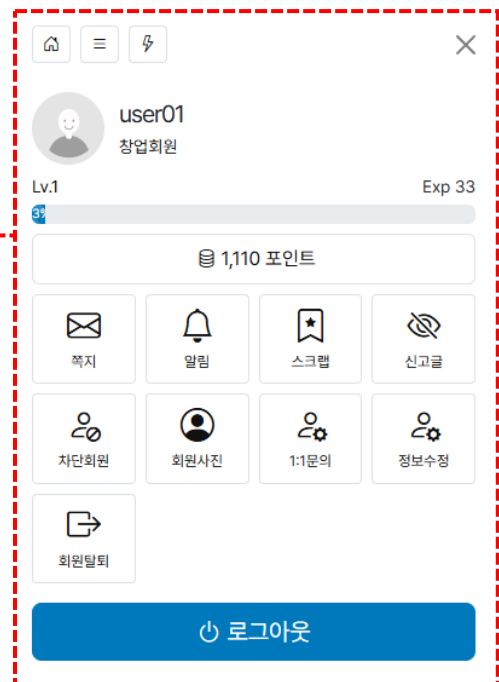 user01
창업회원
Lv.1 Exp 33
3%
1,110 포인트
쪽지 알림 스크랩 신고글
차단회원 회원사진 1:1문의 정보수정
회원탈퇴
로그아웃